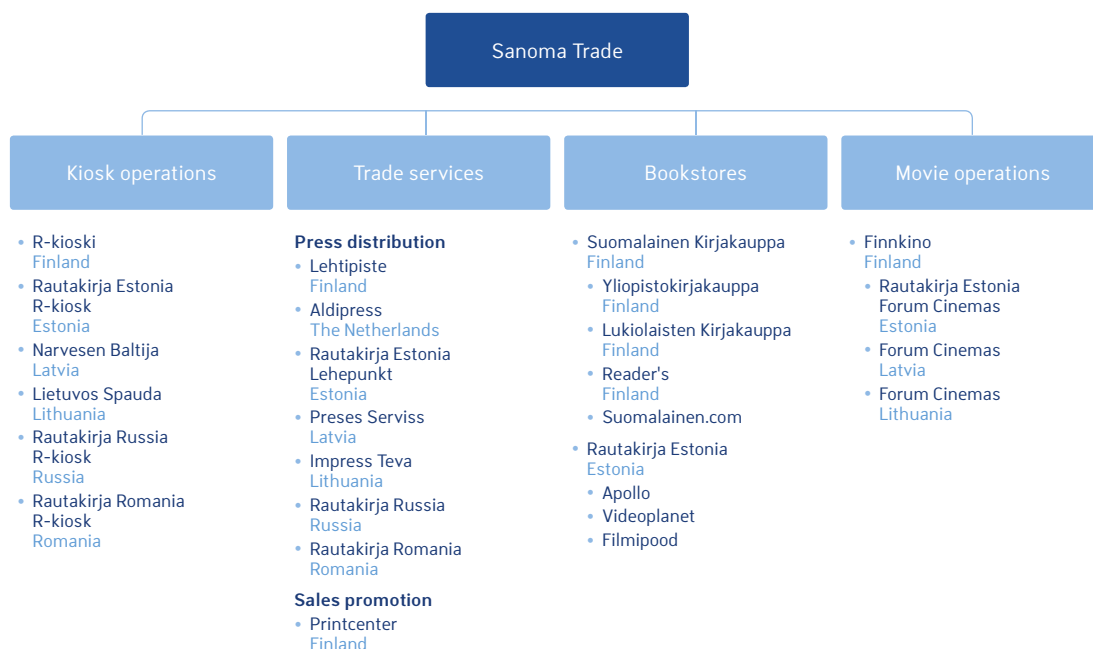 Sanoma Trade
Kiosk operations
Trade services
Bookstores
Movie operations
• R-kioski
Finland
• Rautakirja Estonia
R-kiosk
Estonia
• Narvesen Baltija
Latvia
• Lietuvos Spauda
Lithuania
• Rautakirja Russia
R-kiosk
Russia
• Rautakirja Romania
R-kiosk
Romania
Press distribution
• Lehtipiste
Finland
• Aldipress
The Netherlands
• Rautakirja Estonia
Lehepunkt
Estonia
• Preses Serviss
Latvia
• Impress Teva
Lithuania
• Rautakirja Russia
Russia
• Rautakirja Romania
Romania
Sales promotion
• Printcenter
Finland
• Suomalainen Kirjakauppa
Finland
• Yliopistokirjakauppa
Finland
• Lukiolaisten Kirjakauppa
Finland
• Reader's
Finland
• Suomalainen.com
• Rautakirja Estonia
Estonia
• Apollo
• Videoplanet
• Filmipood
• Finnkino
Finland
• Rautakirja Estonia
Forum Cinemas
Estonia
• Forum Cinemas
Latvia
• Forum Cinemas
Lithuania